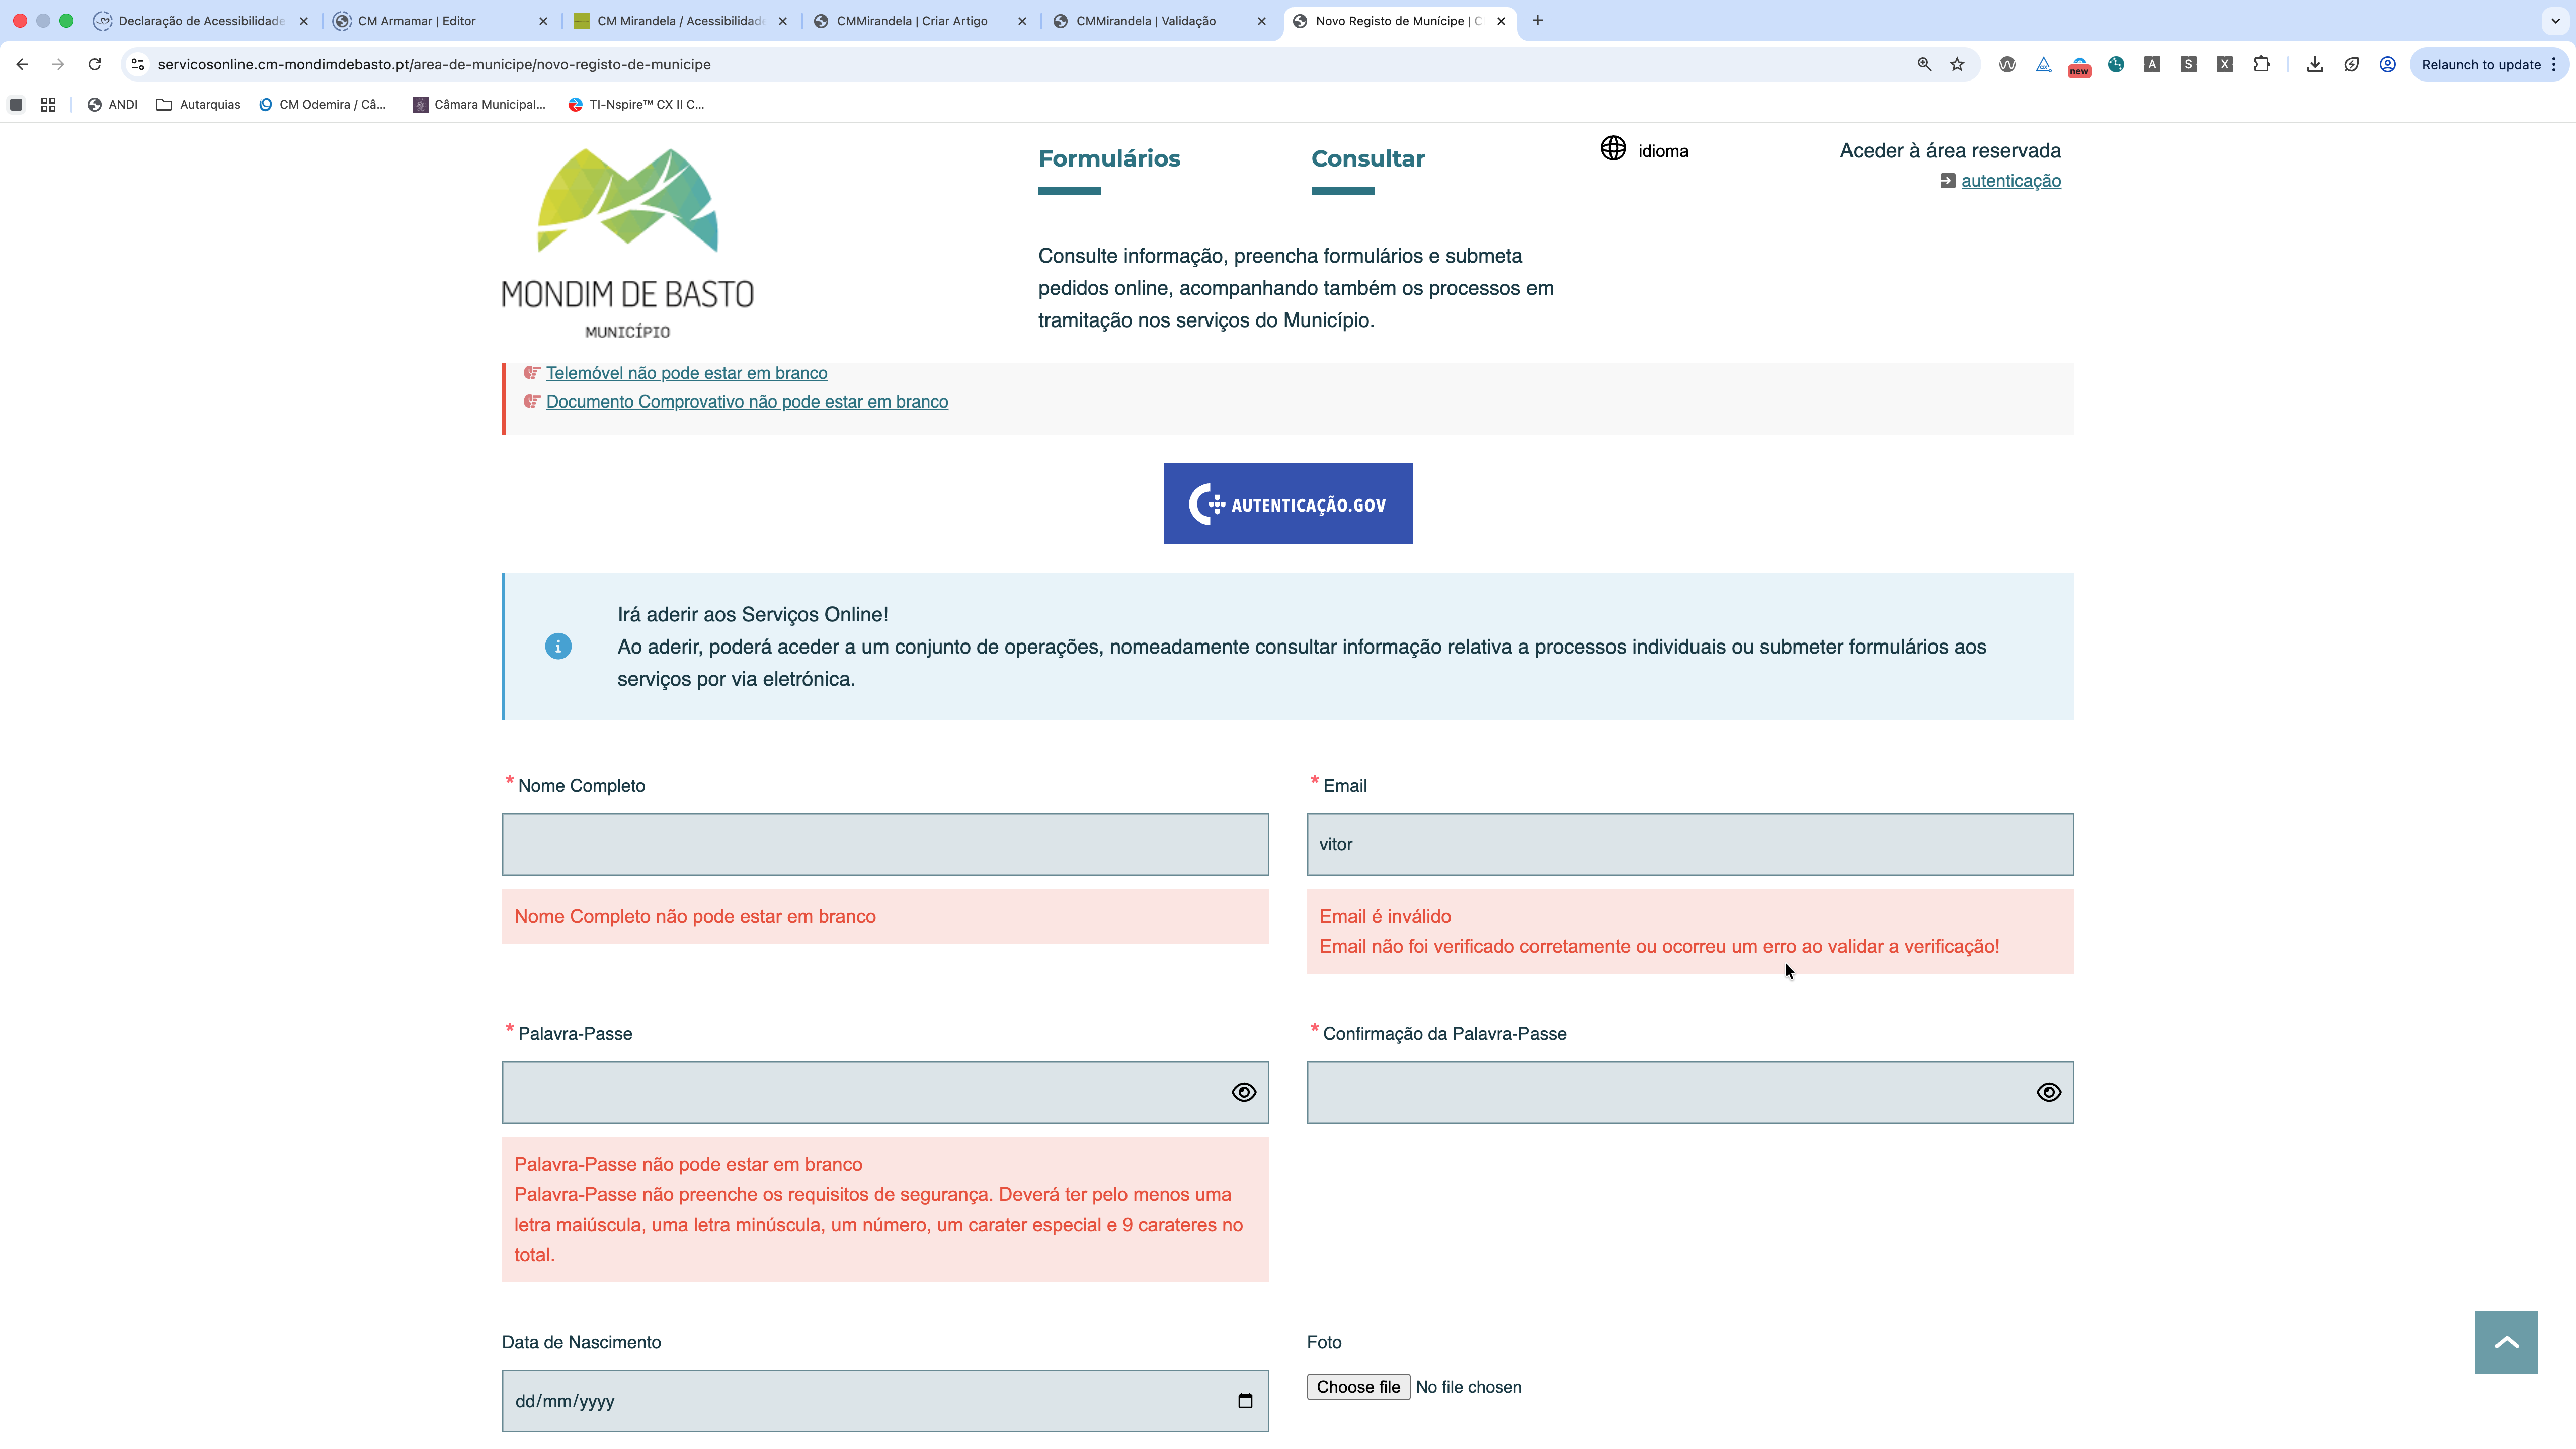 Declaração de Acessibilidade
CM Armamar | Editor
CM Mirandela / Acessibilidad
CMMirandela | Criar Artigo
CMMirandela | Validação
Novo Registo de Munícipe | C
servicosonline.cm-mondimdebasto.pt/area-de-municipe/novo-registo-de-municipe
new
A
S
X
Relaunch to update
ANDI
Autarquias
CM Odemira / Câ...
Câmara Municipal...
TI-Nspire™ CX II C...
MONDIM DE BASTO
MUNICÍPIO
Formulários
Consultar
idioma
Aceder à área reservada
autenticação
Consulte informação, preencha formulários e submeta
pedidos online, acompanhando também os processos em
tramitação nos serviços do Município.
Telemóvel não pode estar em branco
Documento Comprovativo não pode estar em branco
AUTENTICAÇÃO.GOV
Irá aderir aos Serviços Online!
Ao aderir, poderá aceder a um conjunto de operações, nomeadamente consultar informação relativa a processos individuais ou submeter formulários aos
serviços por via eletrónica.
* Nome Completo
* Email
vitor
Nome Completo não pode estar em branco
Email é inválido
Email não foi verificado corretamente ou ocorreu um erro ao validar a verificação!
* Palavra-Passe
* Confirmação da Palavra-Passe
Palavra-Passe não pode estar em branco
Palavra-Passe não preenche os requisitos de segurança. Deverá ter pelo menos uma
letra maiúscula, uma letra minúscula, um número, um carater especial e 9 carateres no
total.
Data de Nascimento
Foto
dd/mm/yyyy
Choose file No file chosen